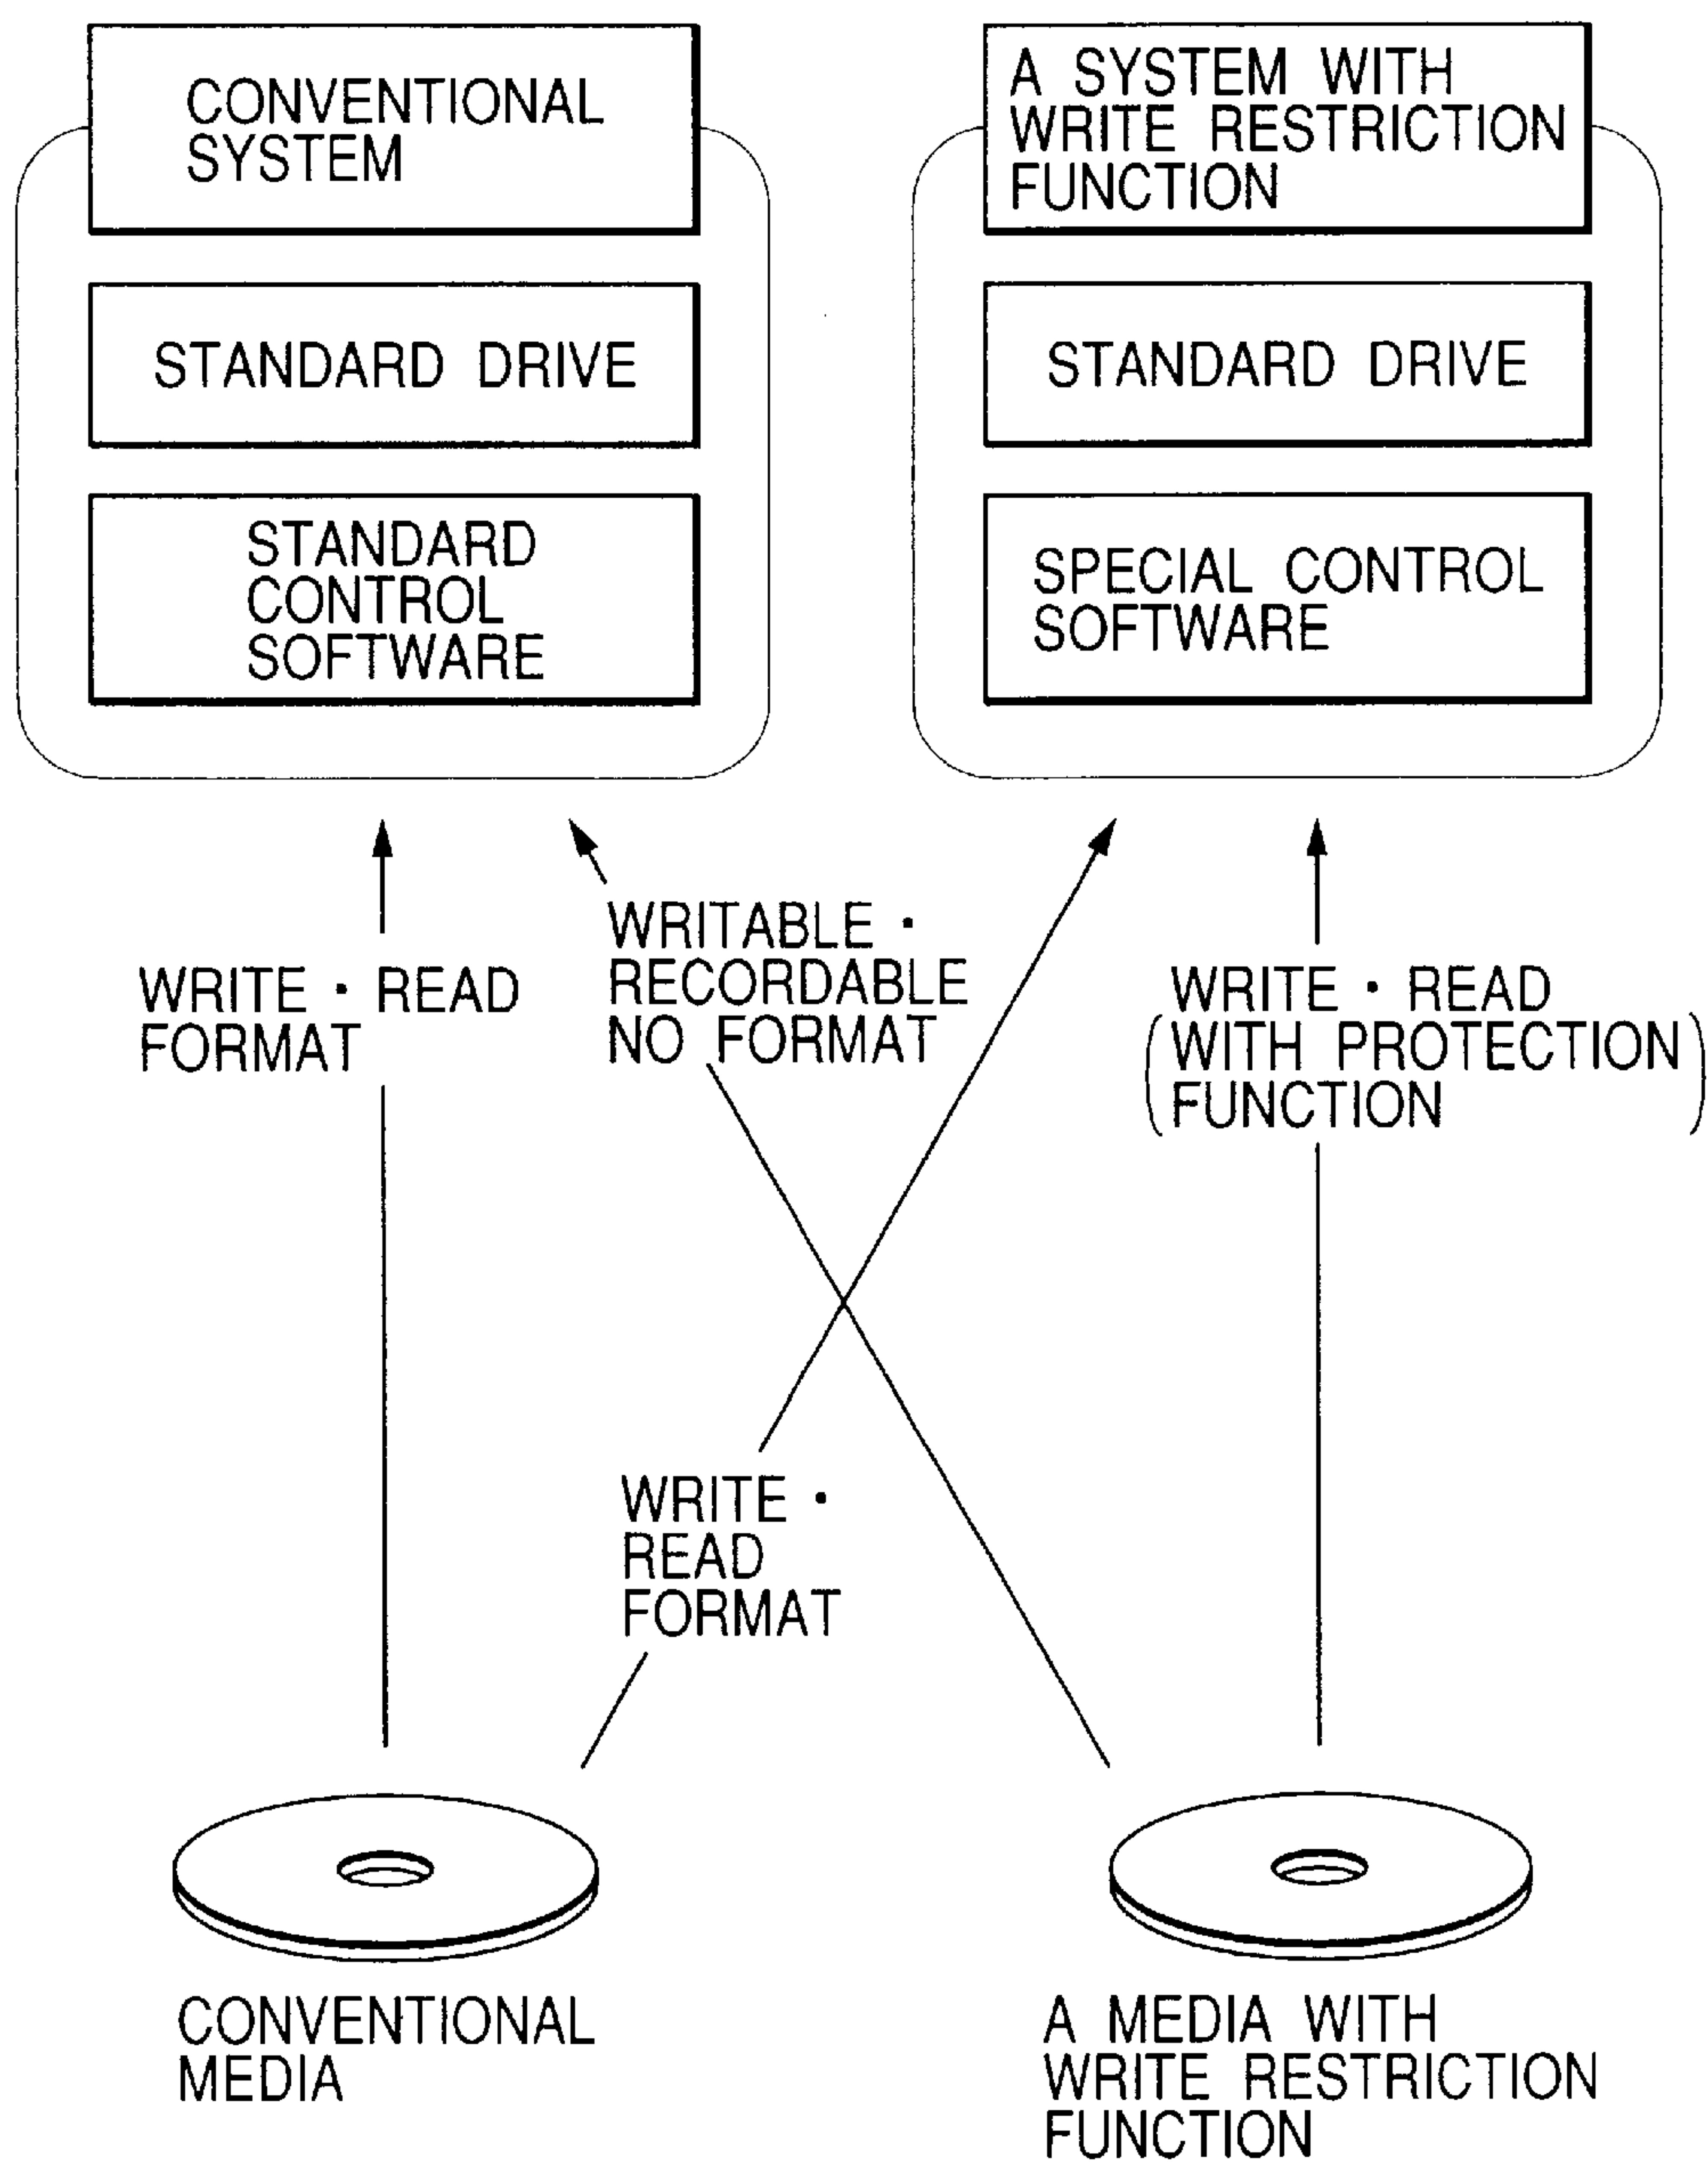 CONVENTIONAL
SYSTEM
STANDARD DRIVE
STANDARD
CONTROL
SOFTWARE
A SYSTEM WITH
WRITE RESTRICTION
FUNCTION
STANDARD DRIVE
SPECIAL CONTROL
SOFTWARE
WRITE・READ
FORMAT
WRITABLE・
RECORDABLE
NO FORMAT
WRITE・READ
(WITH PROTECTION)
FUNCTION
WRITE・
READ
FORMAT
CONVENTIONAL
MEDIA
A MEDIA WITH
WRITE RESTRICTION
FUNCTION